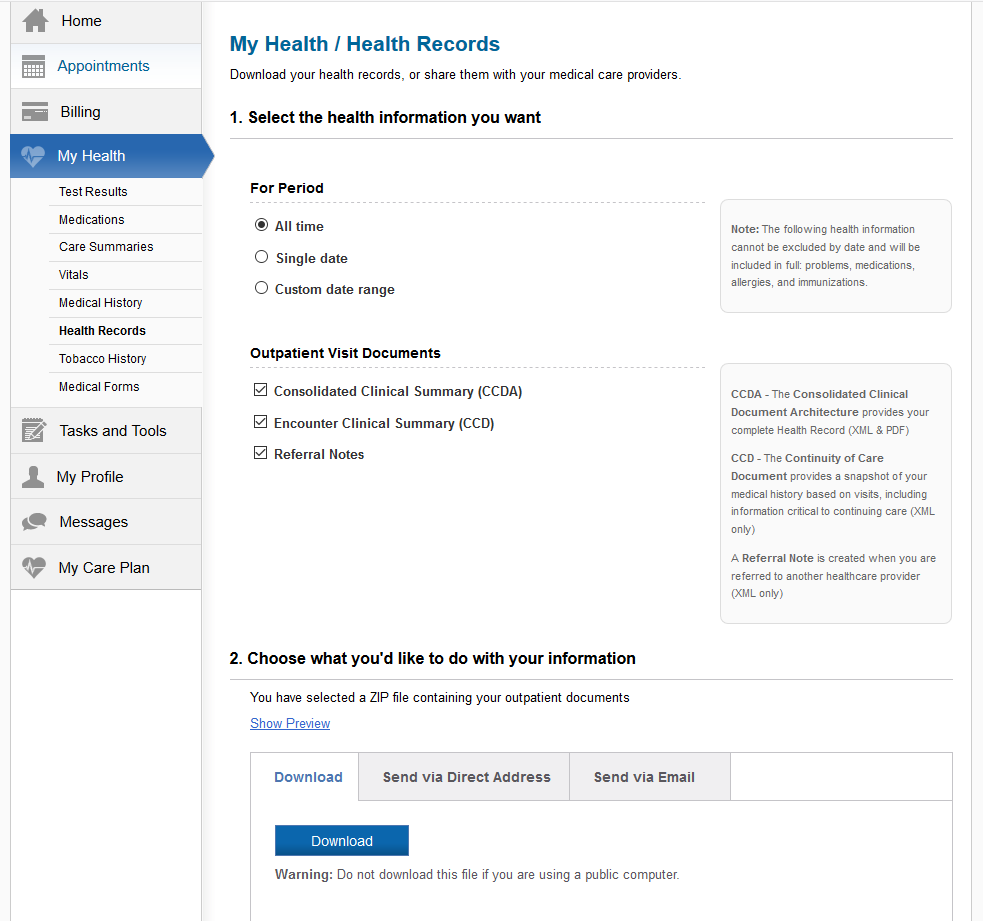 Home
Appointments
Billing
My Health
Test Results
Medications
Care Summaries
Vitals
Medical History
Health Records
Tobacco History
Medical Forms
Tasks and Tools
My Profile
Messages
My Care Plan
My Health / Health Records
Download your health records, or share them with your medical care providers.
1. Select the health information you want
For Period
All time
Single date
Custom date range
Note: The following health information
cannot be excluded by date and will be
included in full: problems, medications,
allergies, and immunizations.
Outpatient Visit Documents
Consolidated Clinical Summary (CCDA)
Encounter Clinical Summary (CCD)
Referral Notes
CCDA - The Consolidated Clinical
Document Architecture provides your
complete Health Record (XML & PDF)
CCD - The Continuity of Care
Document provides a snapshot of your
medical history based on visits, including
information critical to continuing care (XML
only)
A Referral Note is created when you are
referred to another healthcare provider
(XML only)
2. Choose what you'd like to do with your information
You have selected a ZIP file containing your outpatient documents
Show Preview
Download
Send via Direct Address
Send via Email
Download
Warning: Do not download this file if you are using a public computer.